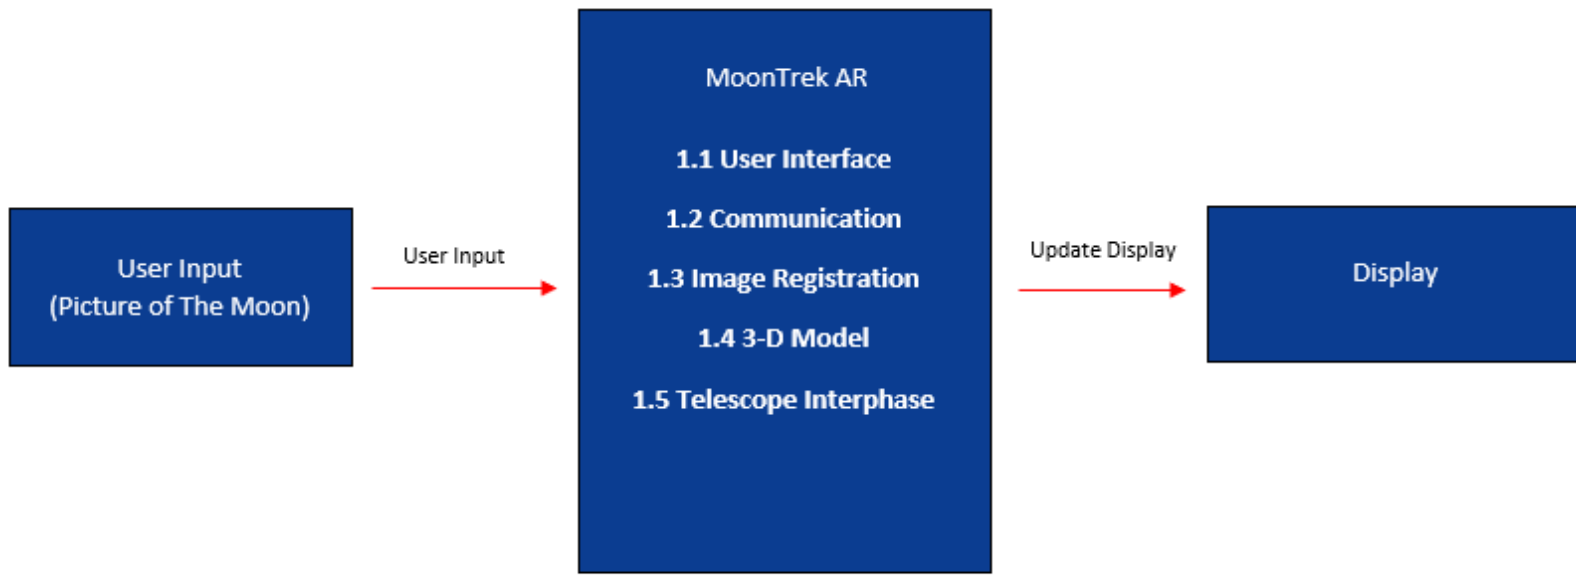 User Input
(Picture of The Moon)
User Input
MoonTrek AR
1.1 User Interface
1.2 Communication
1.3 Image Registration
1.4 3-D Model
1.5 Telescope Interphase
Update Display
Display